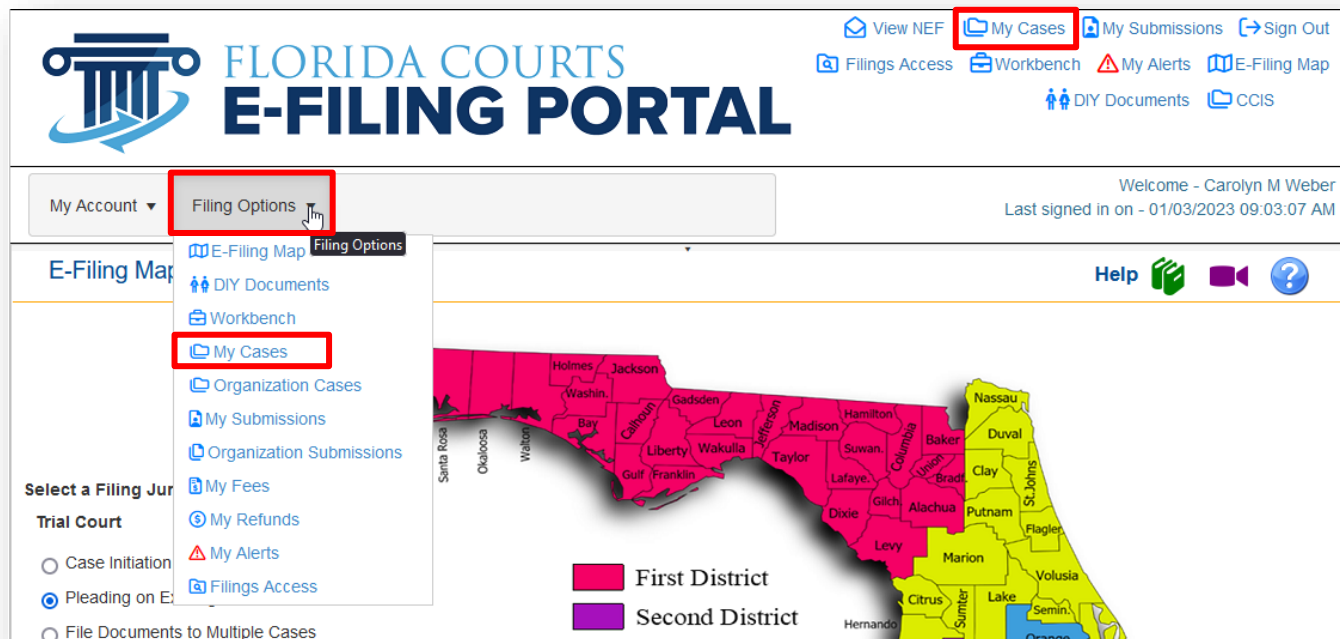 View NEF My Cases My Submissions Sign Out
FLORIDA COURTS
E-FILING PORTAL
Filings Access Workbench My Alerts E-Filing Map
DIY Documents CCIS
My Account Filing Options
Welcome - Carolyn M Weber
Last signed in on - 01/03/2023 09:03:07 AM
Filing Options
E-Filing Map
DIY Documents
Workbench
My Cases
Organization Cases
My Submissions
Organization Submissions
My Fees
My Refunds
My Alerts
Filings Access
E-Filing Map
Help
?
Select a Filing Jur
Trial Court
Case Initiation
Pleading on Ex
File Documents to Multiple Cases
Holmes
Jackson
Washin.
Bay
Calhoun
Gadsden
Leon
Jefferson
Madison
Hamilton
Liberty
Wakulla
Taylor
Suwan.
Columbia
Baker
Gulf
Franklin
Lafaye.
Union
Bradf.
Santa Rosa
Okaloosa
Walton
Dixie
Gilch.
Alachua
Levy
Nassau
Duval
Clay
St.Johns
Putnam
Flagler
Marion
Volusia
Citrus
Sumter
Lake
Semin.
Hernando
Orange
First District
Second District